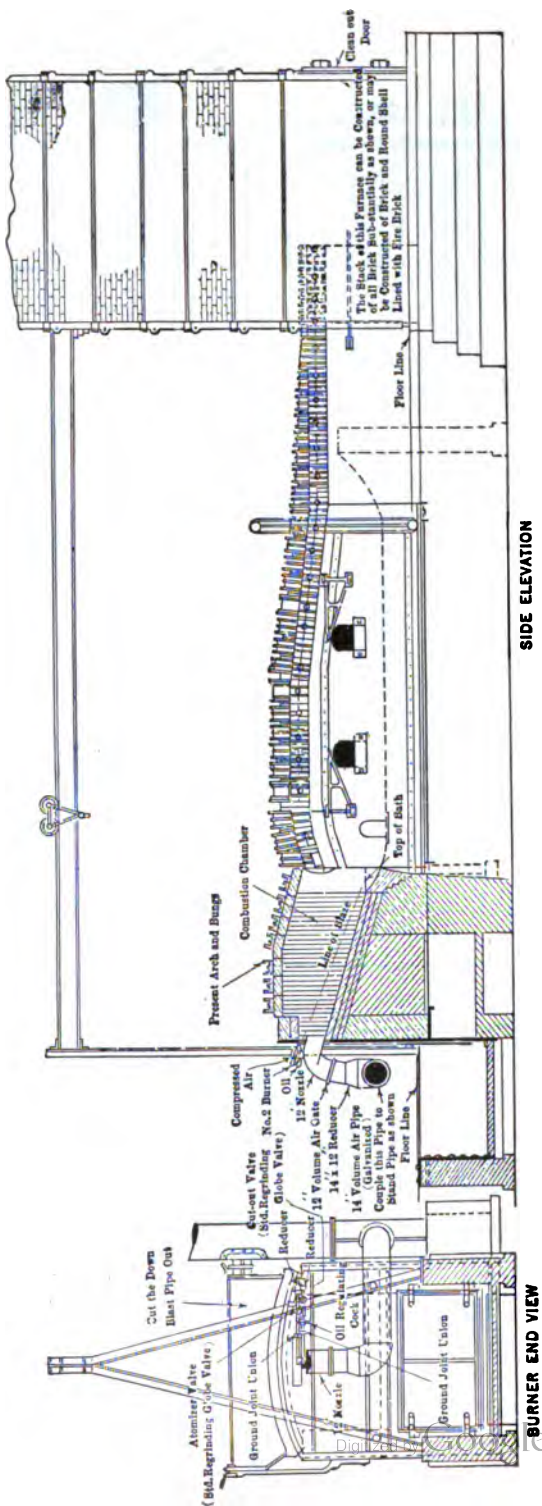 Clean out
Door
The Stack of this Furnace can be Constructed
of all Brick Sub-stantially as shown, or may
be Constructed of Brick and Round Shell
Lined with Fire Brick
Floor Line
Present Arch and Bungs
Combustion Chamber
Line of Blast
Top of Bath
Compressed
Air
Oil
No.2 Burner
12″ Nozzle
12″ Volume Air Gate
14″x 12″ Reducer
14″ Volume Air Pipe
(Galvanized)
Couple this Pipe to
Stand Pipe as shown
Floor Line
SIDE ELEVATION
Cut the Down
Blast Pipe Out
Atomizer Valve
(Std. Regrinding Globe Valve)
Ground Joint Union
Cut-out Valve
(Std. Regrinding
Globe Valve)
Reducer
Reducer
Oil Regulating
Cock
12″ Nozzle
Ground Joint Union
BURNER END VIEW
Digitized by Google